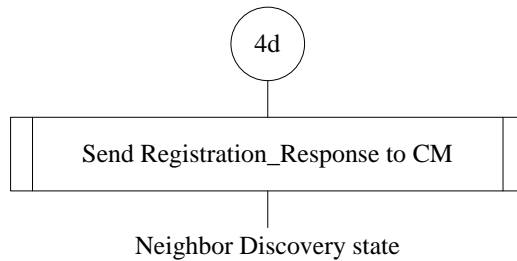 4d
Send Registration_Response to CM
Neighbor Discovery state